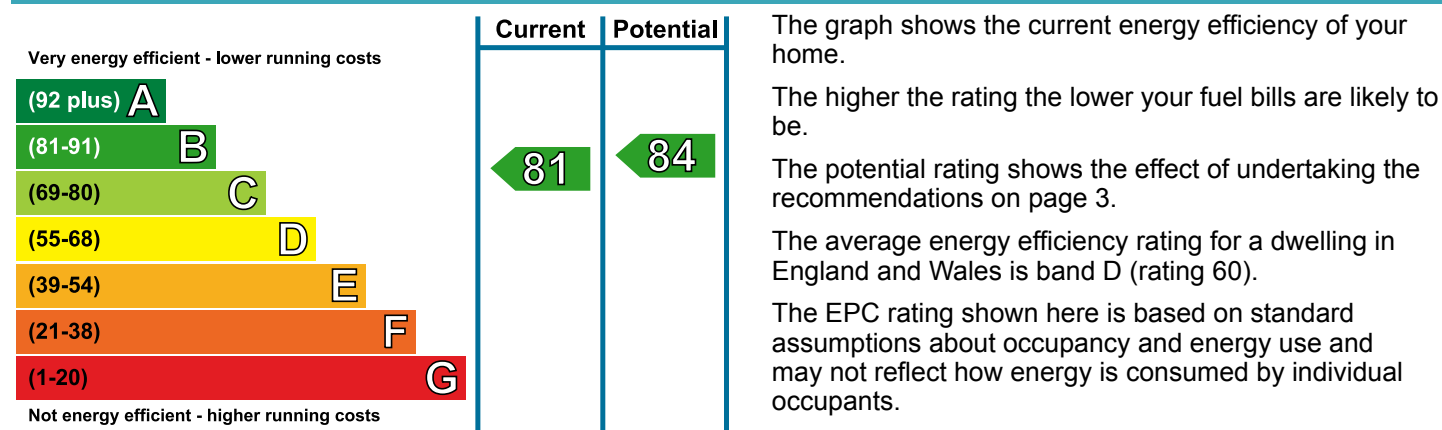 Current Potential
Very energy efficient - lower running costs
(92 plus) A
(81-91) B
(69-80) C
(55-68) D
(39-54) E
(21-38) F
(1-20) G
Not energy efficient - higher running costs
81
84
The graph shows the current energy efficiency of your
home.
The higher the rating the lower your fuel bills are likely to
be.
The potential rating shows the effect of undertaking the
recommendations on page 3.
The average energy efficiency rating for a dwelling in
England and Wales is band D (rating 60).
The EPC rating shown here is based on standard
assumptions about occupancy and energy use and
may not reflect how energy is consumed by individual
occupants.